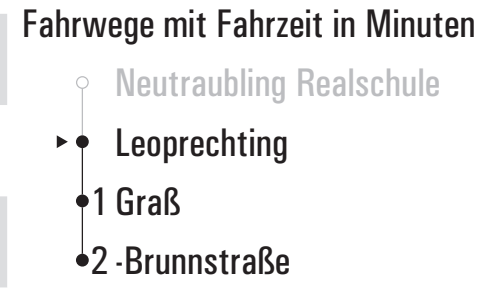 Fahrwege mit Fahrzeit in Minuten
Neutraubling Realschule
Leoprechting
1 Graß
2 -Brunnstraße